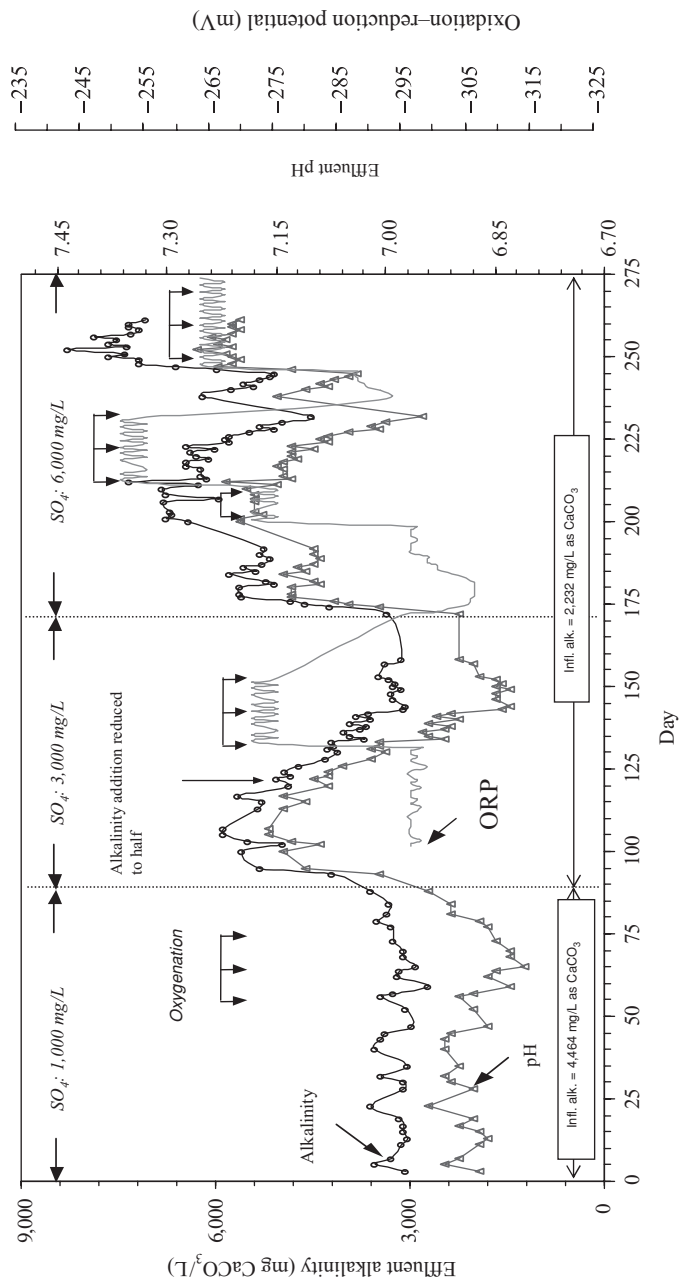 SO₄: 1,000 mg/L
SO₄: 3,000 mg/L
SO₄: 6,000 mg/L
Oxygenation
Alkalinity addition reduced
to half
Alkalinity
pH
ORP
Infl. alk. = 4,464 mg/L as CaCO₃
Infl. alk. = 2,232 mg/L as CaCO₃
Effluent alkalinity (mg CaCO₃/L)
9,000
6,000
3,000
0
0 25 50 75 100 125 150 175 200 225 250 275
Day
7.45
7.30
7.15
7.00
6.85
6.70
Effluent pH
−235
−245
−255
−265
−275
−285
−295
−305
−315
−325
Oxidation–reduction potential (mV)